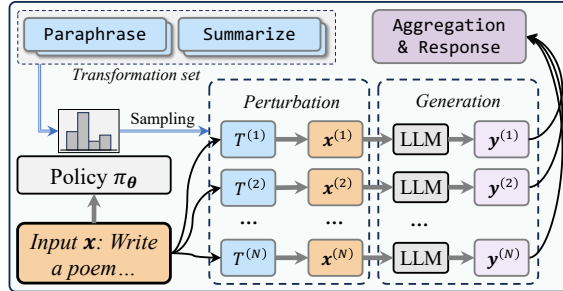 Paraphrase
Summarize
Transformation set
Aggregation
& Response
Sampling
Perturbation
Generation
Policy π_θ
Input x: Write
a poem…
T^(1) x^(1) LLM y^(1)
T^(2) x^(2) LLM y^(2)
... ... ...
T^(N) x^(N) LLM y^(N)